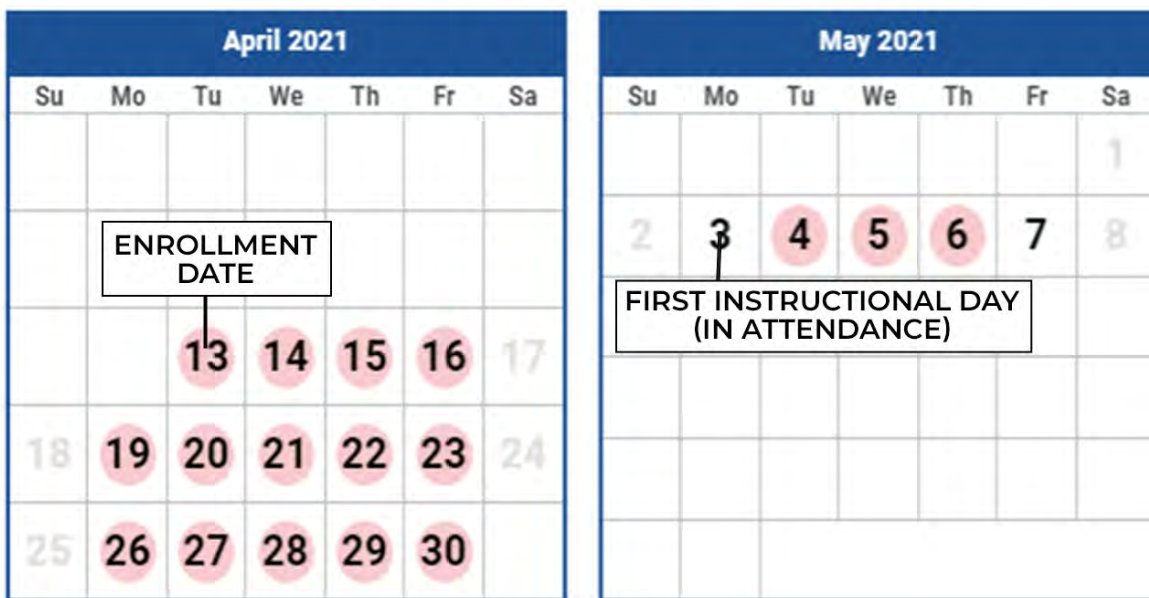 April 2021
Su Mo Tu We Th Fr Sa
ENROLLMENT
DATE
13 14 15 16 17
18 19 20 21 22 23 24
25 26 27 28 29 30
May 2021
Su Mo Tu We Th Fr Sa
1
2 3 4 5 6 7 8
FIRST INSTRUCTIONAL DAY
(IN ATTENDANCE)